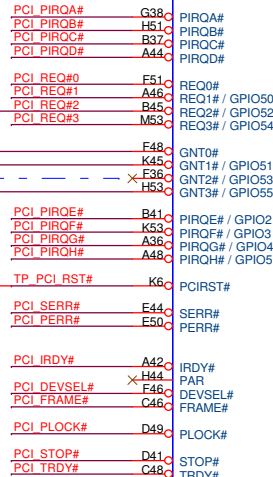 PCI_PIRQA# G38 PIRQA#
PCI_PIRQB# H51 PIRQB#
PCI_PIRQC# B37 PIRQC#
PCI_PIRQD# A44 PIRQD#
PCI_REQ#0 F51 REQ0#
PCI_REQ#1 A46 REQ1# / GPIO50
PCI_REQ#2 B45 REQ2# / GPIO52
PCI_REQ#3 M53 REQ3# / GPIO54
F48 GNT0#
K45 GNT1# / GPIO51
F36 GNT2# / GPIO53
H53 GNT3# / GPIO55
PCI_PIRQE# B41 PIRQE# / GPIO2
PCI_PIRQF# K53 PIRQF# / GPIO3
PCI_PIRQG# A36 PIRQG# / GPIO4
PCI_PIRQH# A48 PIRQH# / GPIO5
TP_PCI_RST# K6 PCIRST#
PCI_SERR# E44 SERR#
PCI_PERR# E50 PERR#
PCI_IRDY# A42 IRDY#
H44 PAR
PCI_DEVSEL# F46 DEVSEL#
PCI_FRAME# C46 FRAME#
PCI_PLOCK# D49 PLOCK#
PCI_STOP# D41 STOP#
PCI_TRDY# C48 TRDY#